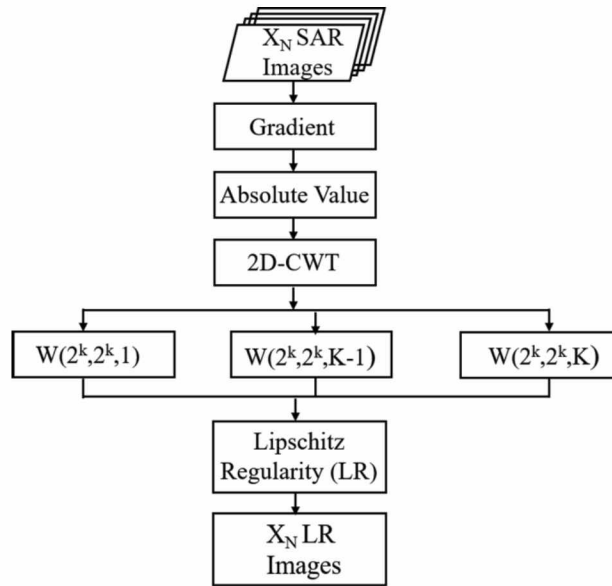 X_N SAR
Images
Gradient
Absolute Value
2D-CWT
W(2^k,2^k,1)
W(2^k,2^k,K-1)
W(2^k,2^k,K)
Lipschitz
Regularity (LR)
X_N LR
Images